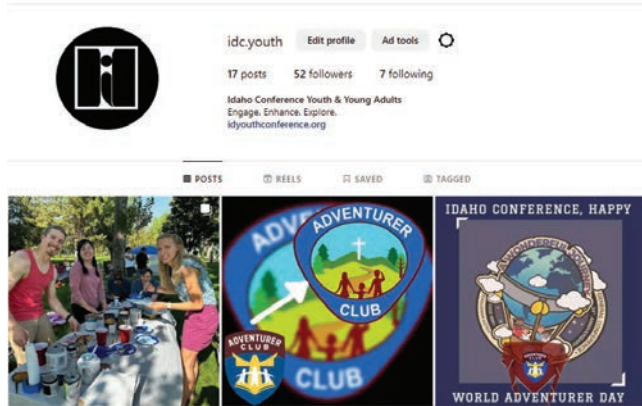 idc.youth Edit profile Ad tools
17 posts 52 followers 7 following
Idaho Conference Youth & Young Adults
Engage. Enhance. Explore.
idyouthconference.org
POSTS REELS SAVED TAGGED
ADVENTURER
CLUB
ADVENTURER
CLUB
CLUB
IDAHO CONFERENCE, HAPPY
A WONDERFUL
WORLD ADVENTURER DAY